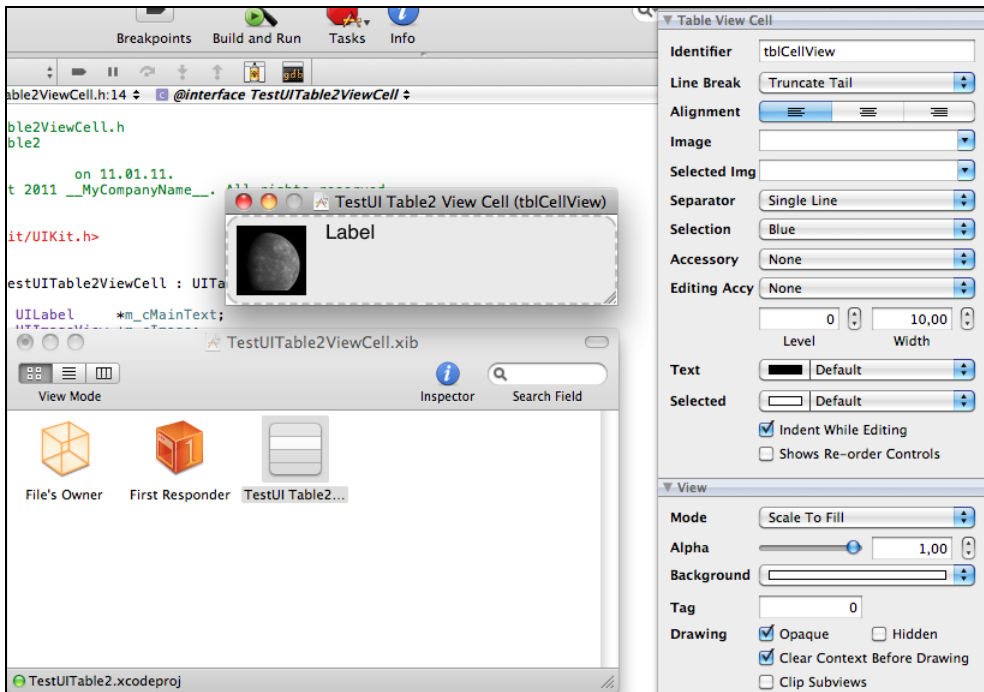 Breakpoints Build and Run Tasks Info
able2ViewCell.h:14 C @interface TestUITable2ViewCell
ble2ViewCell.h
ble2
on 11.01.11.
t 2011 __MyCompanyName__. All rights reserved
it/UIKit.h>
estUITable2ViewCell : UITa
UILabel *m_cMainText;
UIImageView *m_cImage;
TestUI Table2 View Cell (tblCellView)
Label
TestUITable2ViewCell.xib
View Mode Inspector Search Field
File's Owner First Responder TestUI Table2...
TestUITable2.xcodeproj
Table View Cell
Identifier tblCellView
Line Break Truncate Tail
Alignment
Image
Selected Img
Separator Single Line
Selection Blue
Accessory None
Editing Accy None
0 10,00
Level Width
Text Default
Selected Default
Indent While Editing
Shows Re-order Controls
View
Mode Scale To Fill
Alpha 1,00
Background
Tag 0
Drawing Opaque Hidden
Clear Context Before Drawing
Clip Subviews